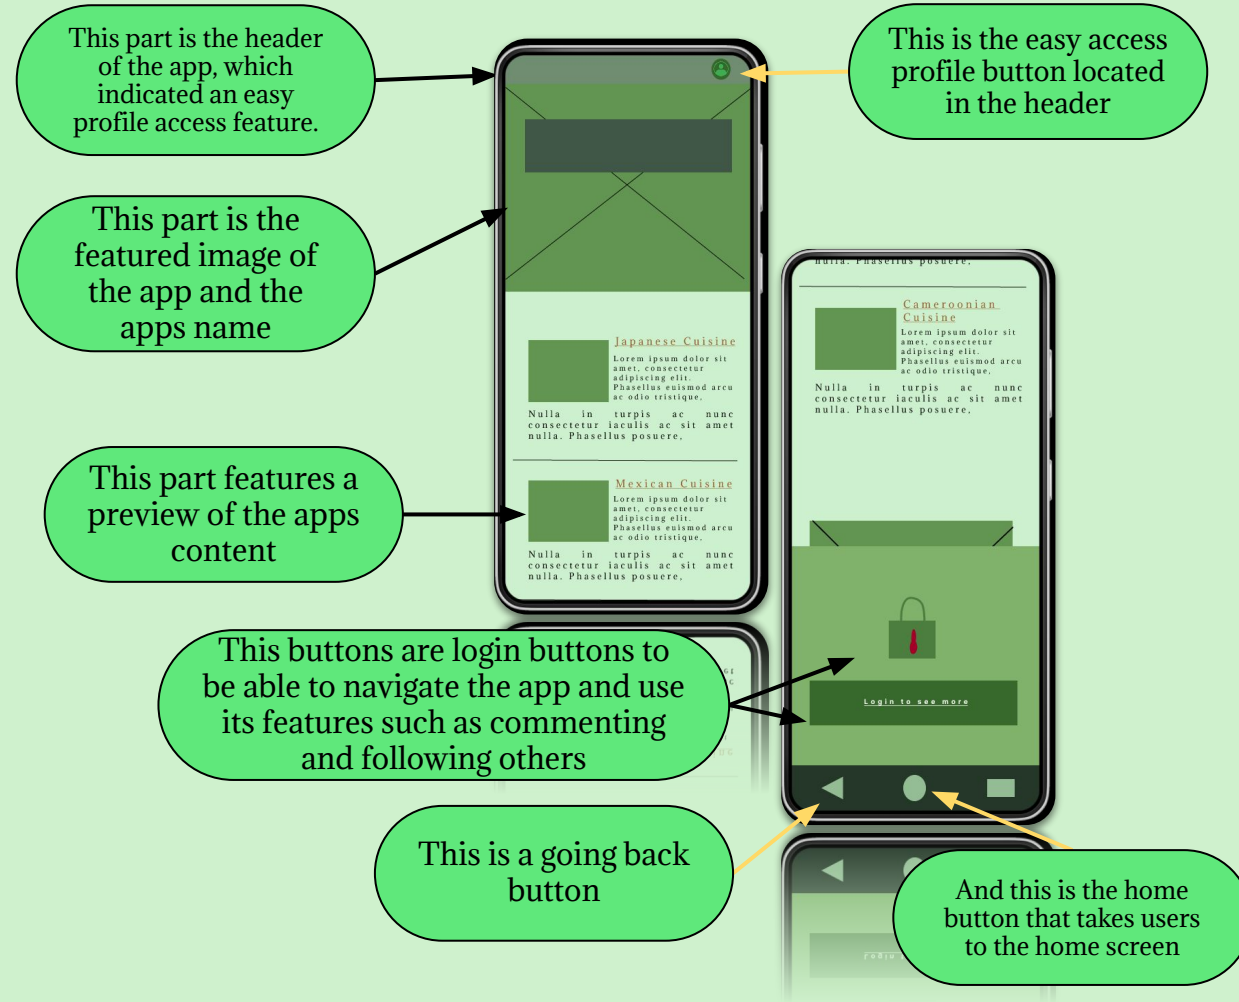 This part is the header
of the app, which
indicated an easy
profile access feature.
This is the easy access
profile button located
in the header
This part is the
featured image of
the app and the
apps name
Japanese Cuisine
Lorem ipsum dolor sit
amet, consectetur
adipiscing elit.
Phasellus euismod arcu
ac odio tristique,
Nulla in turpis ac nunc
consectetur iaculis ac sit amet
nulla. Phasellus posuere,
This part features a
preview of the apps
content
Mexican Cuisine
Lorem ipsum dolor sit
amet, consectetur
adipiscing elit.
Phasellus euismod arcu
ac odio tristique,
Nulla in turpis ac nunc
consectetur iaculis ac sit amet
nulla. Phasellus posuere,
nulla. Phasellus posuere,
Cameroonian
Cuisine
Lorem ipsum dolor sit
amet, consectetur
adipiscing elit.
Phasellus euismod arcu
ac odio tristique,
Nulla in turpis ac nunc
consectetur iaculis ac sit amet
nulla. Phasellus posuere,
This buttons are login buttons to
be able to navigate the app and use
its features such as commenting
and following others
Login to see more
This is a going back
button
And this is the home
button that takes users
to the home screen